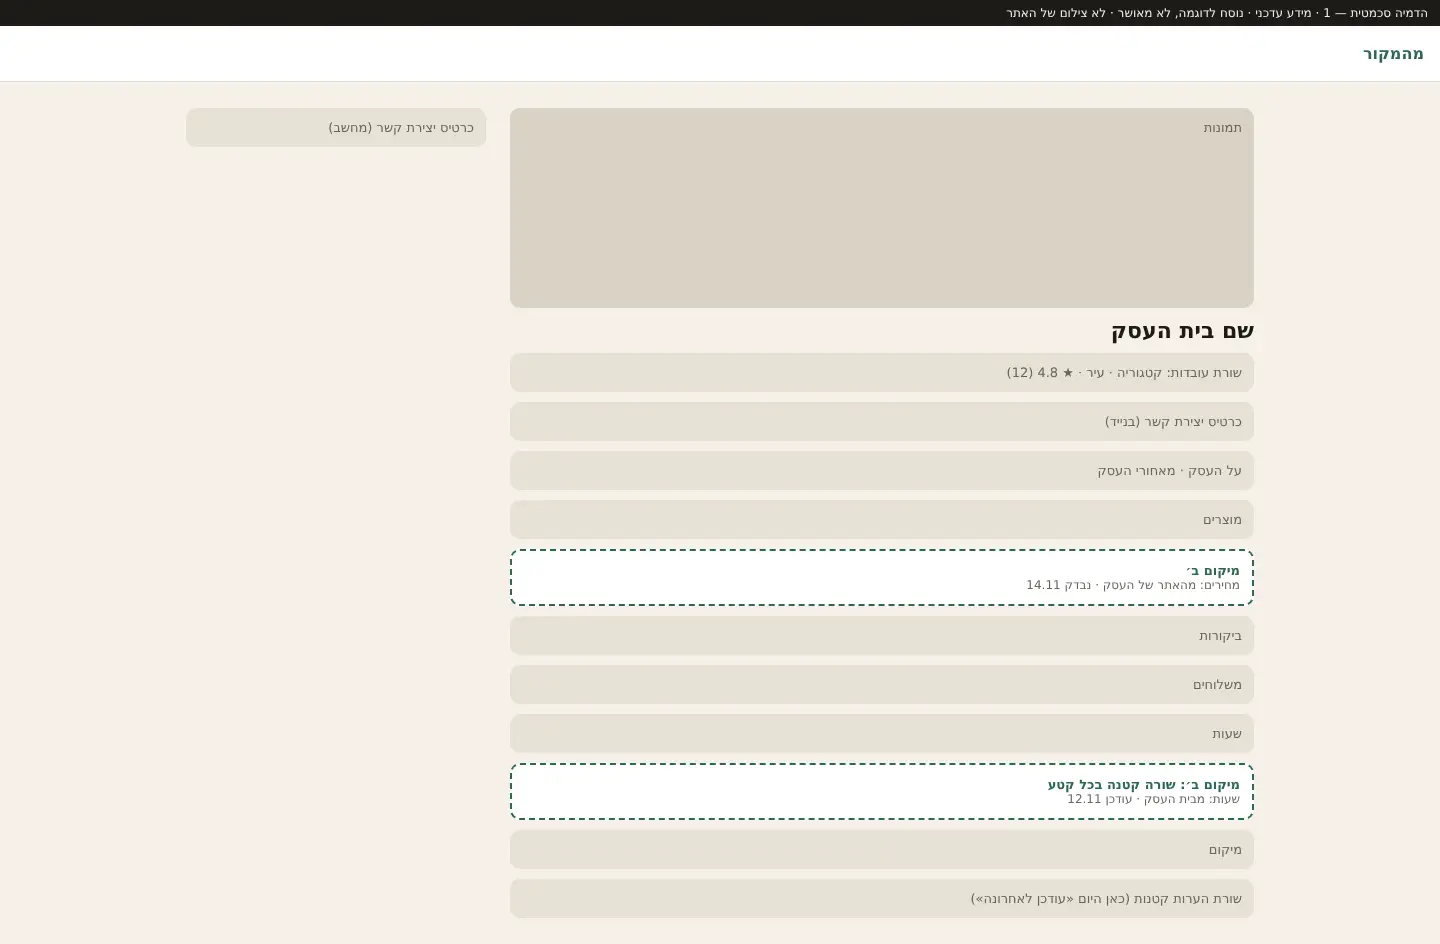 הדמיה סכמטית — 1 · מידע עדכני · נוסח לדוגמה, לא מאושר · לא צילום של האתר
מהמקור
תמונות
כרטיס יצירת קשר (מחשב)
שם בית העסק
שורת עובדות: קטגוריה · עיר · ★ 4.8 (12)
כרטיס יצירת קשר (בנייד)
על העסק · מאחורי העסק
מוצרים
מיקום ב׳
מחירים: מהאתר של העסק · נבדק 14.11
ביקורות
משלוחים
שעות
מיקום ב׳: שורה קטנה בכל קטע
שעות: מבית העסק · עודכן 12.11
מיקום
שורת הערות קטנות (כאן היום «עודכן לאחרונה»)